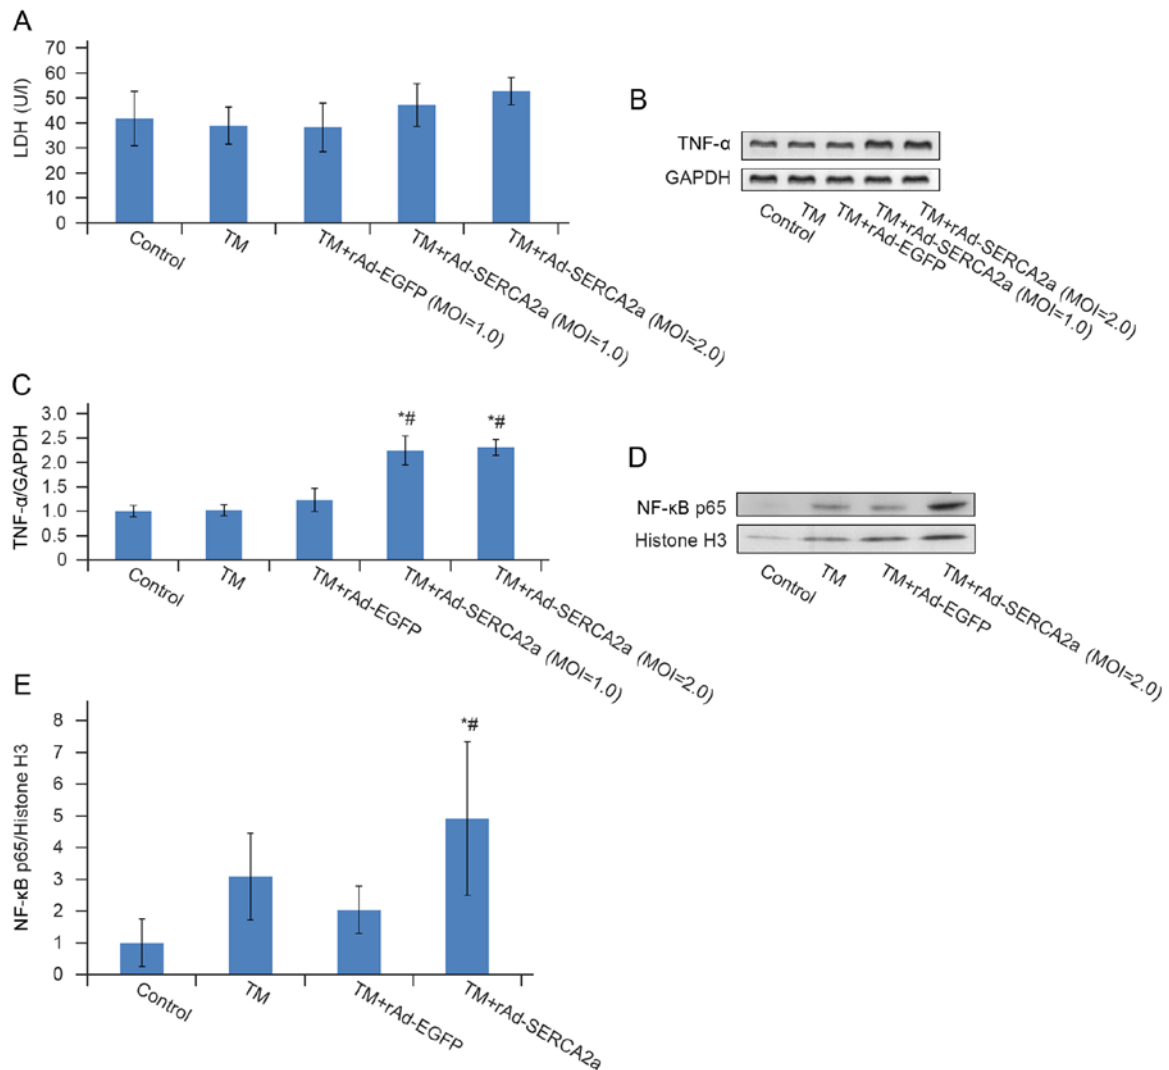 A
LDH (U/l)
70
60
50
40
30
20
10
0
Control
TM
TM+rAd-EGFP (MOI=1.0)
TM+rAd-SERCA2a (MOI=1.0)
TM+rAd-SERCA2a (MOI=2.0)
B
TNF-α
GAPDH
Control
TM
TM+rAd-EGFP
TM+rAd-SERCA2a (MOI=1.0)
TM+rAd-SERCA2a (MOI=2.0)
C
TNF-α/GAPDH
3.0
2.5
2.0
1.5
1.0
0.5
0
*#
*#
Control
TM
TM+rAd-EGFP
TM+rAd-SERCA2a (MOI=1.0)
TM+rAd-SERCA2a (MOI=2.0)
D
NF-κB p65
Histone H3
Control
TM
TM+rAd-EGFP
TM+rAd-SERCA2a (MOI=2.0)
E
NF-κB p65/Histone H3
8
7
6
5
4
3
2
1
0
*#
Control
TM
TM+rAd-EGFP
TM+rAd-SERCA2a